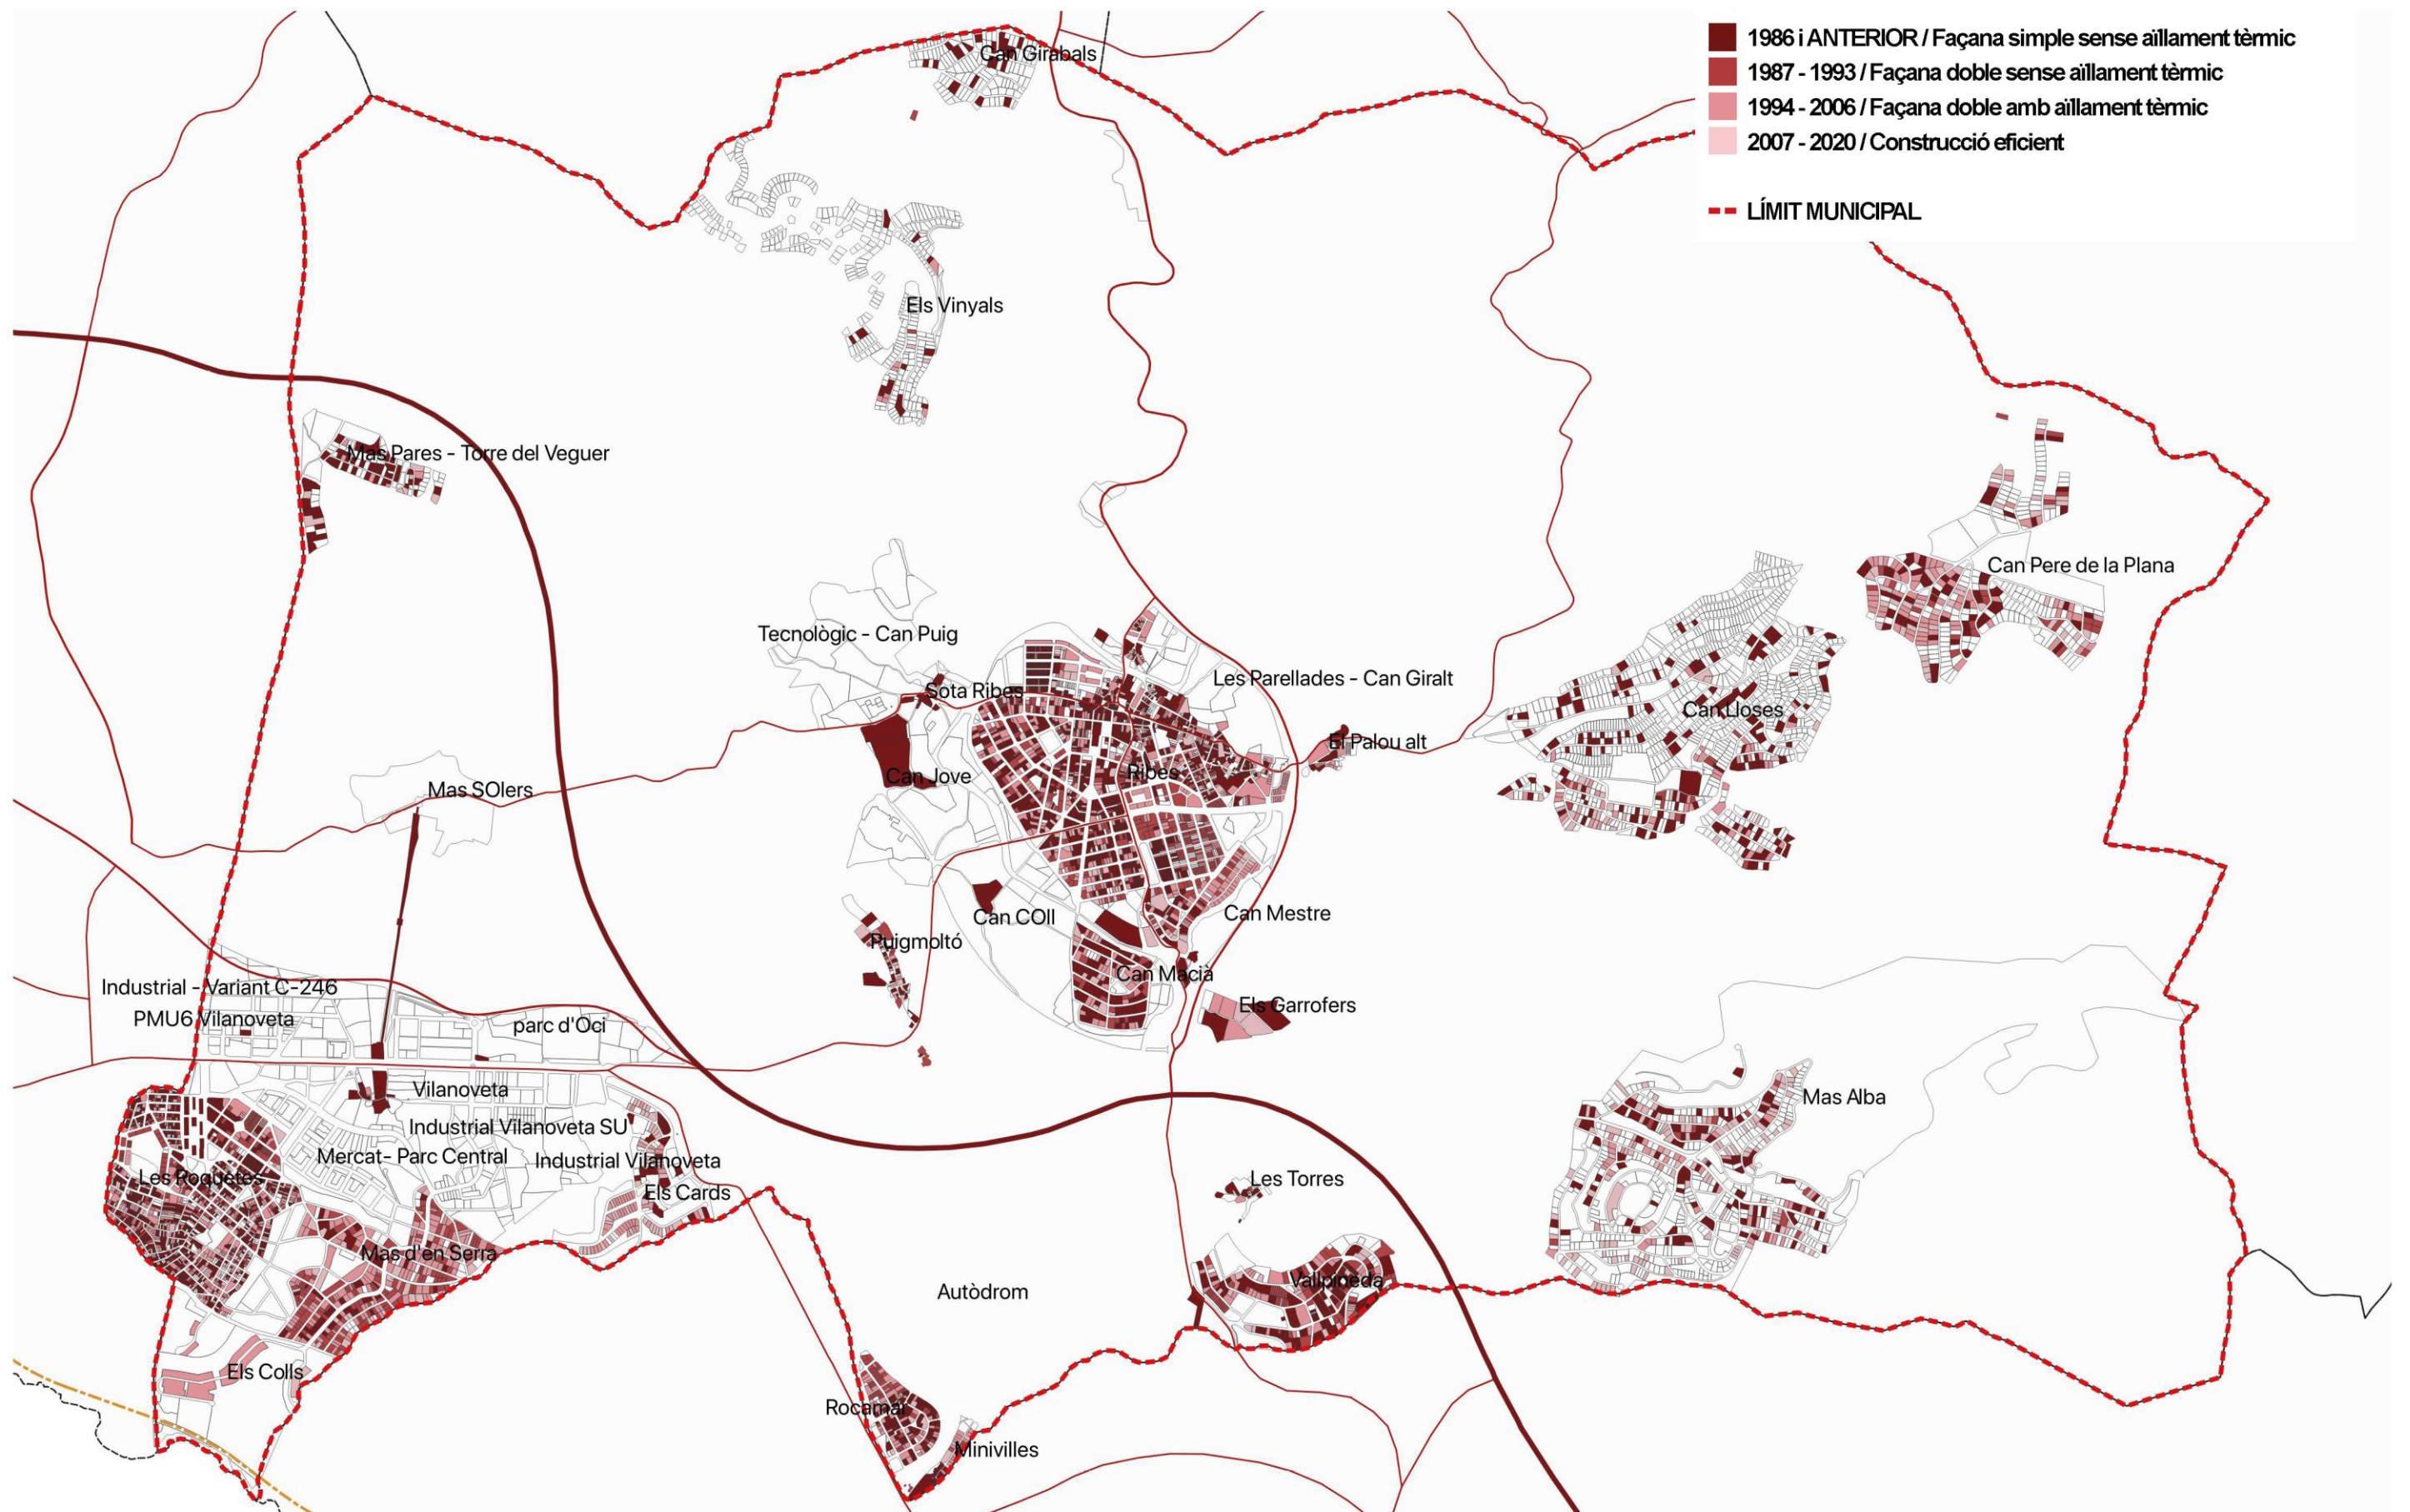 Can Girabals
1986 i ANTERIOR / Façana simple sense aïllament tèrmic
1987 - 1993 / Façana doble sense aïllament tèrmic
1994 - 2006 / Façana doble amb aïllament tèrmic
2007 - 2020 / Construcció eficient
LÍMIT MUNICIPAL
Els Vinyals
Mas Pares - Torre del Veguer
Can Pere de la Plana
Tecnològic - Can Puig
Sota Ribes
Les Parellades - Can Giralt
Can Lloses
El Palou alt
Can Jove
Ribes
Mas SOlers
Can COll
Can Mestre
Puigmoltó
Can Macià
Industrial - Variant C-246
Els Garrofers
PMU6 Vilanoveta
parc d'Oci
Vilanoveta
Mas Alba
Industrial Vilanoveta SU
Mercat- Parc Central
Industrial Vilanoveta
Les Roquetes
Els Cards
Les Torres
Mas d'en Serra
Vallpineda
Autòdrom
Els Colls
Rocamar
Minivilles